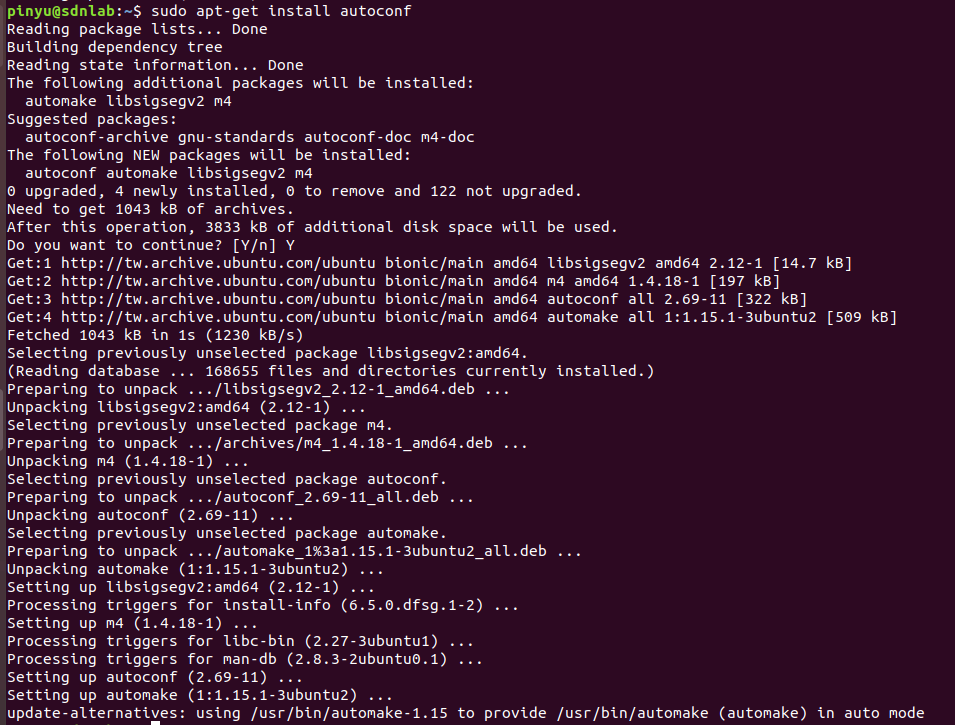 pinyu@sdnlab:~$ sudo apt-get install autoconf
Reading package lists... Done
Building dependency tree
Reading state information... Done
The following additional packages will be installed:
  automake libsigsegv2 m4
Suggested packages:
  autoconf-archive gnu-standards autoconf-doc m4-doc
The following NEW packages will be installed:
  autoconf automake libsigsegv2 m4
0 upgraded, 4 newly installed, 0 to remove and 122 not upgraded.
Need to get 1043 kB of archives.
After this operation, 3833 kB of additional disk space will be used.
Do you want to continue? [Y/n] Y
Get:1 http://tw.archive.ubuntu.com/ubuntu bionic/main amd64 libsigsegv2 amd64 2.12-1 [14.7 kB]
Get:2 http://tw.archive.ubuntu.com/ubuntu bionic/main amd64 m4 amd64 1.4.18-1 [197 kB]
Get:3 http://tw.archive.ubuntu.com/ubuntu bionic/main amd64 autoconf all 2.69-11 [322 kB]
Get:4 http://tw.archive.ubuntu.com/ubuntu bionic/main amd64 automake all 1:1.15.1-3ubuntu2 [509 kB]
Fetched 1043 kB in 1s (1230 kB/s)
Selecting previously unselected package libsigsegv2:amd64.
(Reading database ... 168655 files and directories currently installed.)
Preparing to unpack .../libsigsegv2_2.12-1_amd64.deb ...
Unpacking libsigsegv2:amd64 (2.12-1) ...
Selecting previously unselected package m4.
Preparing to unpack .../archives/m4_1.4.18-1_amd64.deb ...
Unpacking m4 (1.4.18-1) ...
Selecting previously unselected package autoconf.
Preparing to unpack .../autoconf_2.69-11_all.deb ...
Unpacking autoconf (2.69-11) ...
Selecting previously unselected package automake.
Preparing to unpack .../automake_1%3a1.15.1-3ubuntu2_all.deb ...
Unpacking automake (1:1.15.1-3ubuntu2) ...
Setting up libsigsegv2:amd64 (2.12-1) ...
Processing triggers for install-info (6.5.0.dfsg.1-2) ...
Setting up m4 (1.4.18-1) ...
Processing triggers for libc-bin (2.27-3ubuntu1) ...
Processing triggers for man-db (2.8.3-2ubuntu0.1) ...
Setting up autoconf (2.69-11) ...
Setting up automake (1:1.15.1-3ubuntu2) ...
update-alternatives: using /usr/bin/automake-1.15 to provide /usr/bin/automake (automake) in auto mode